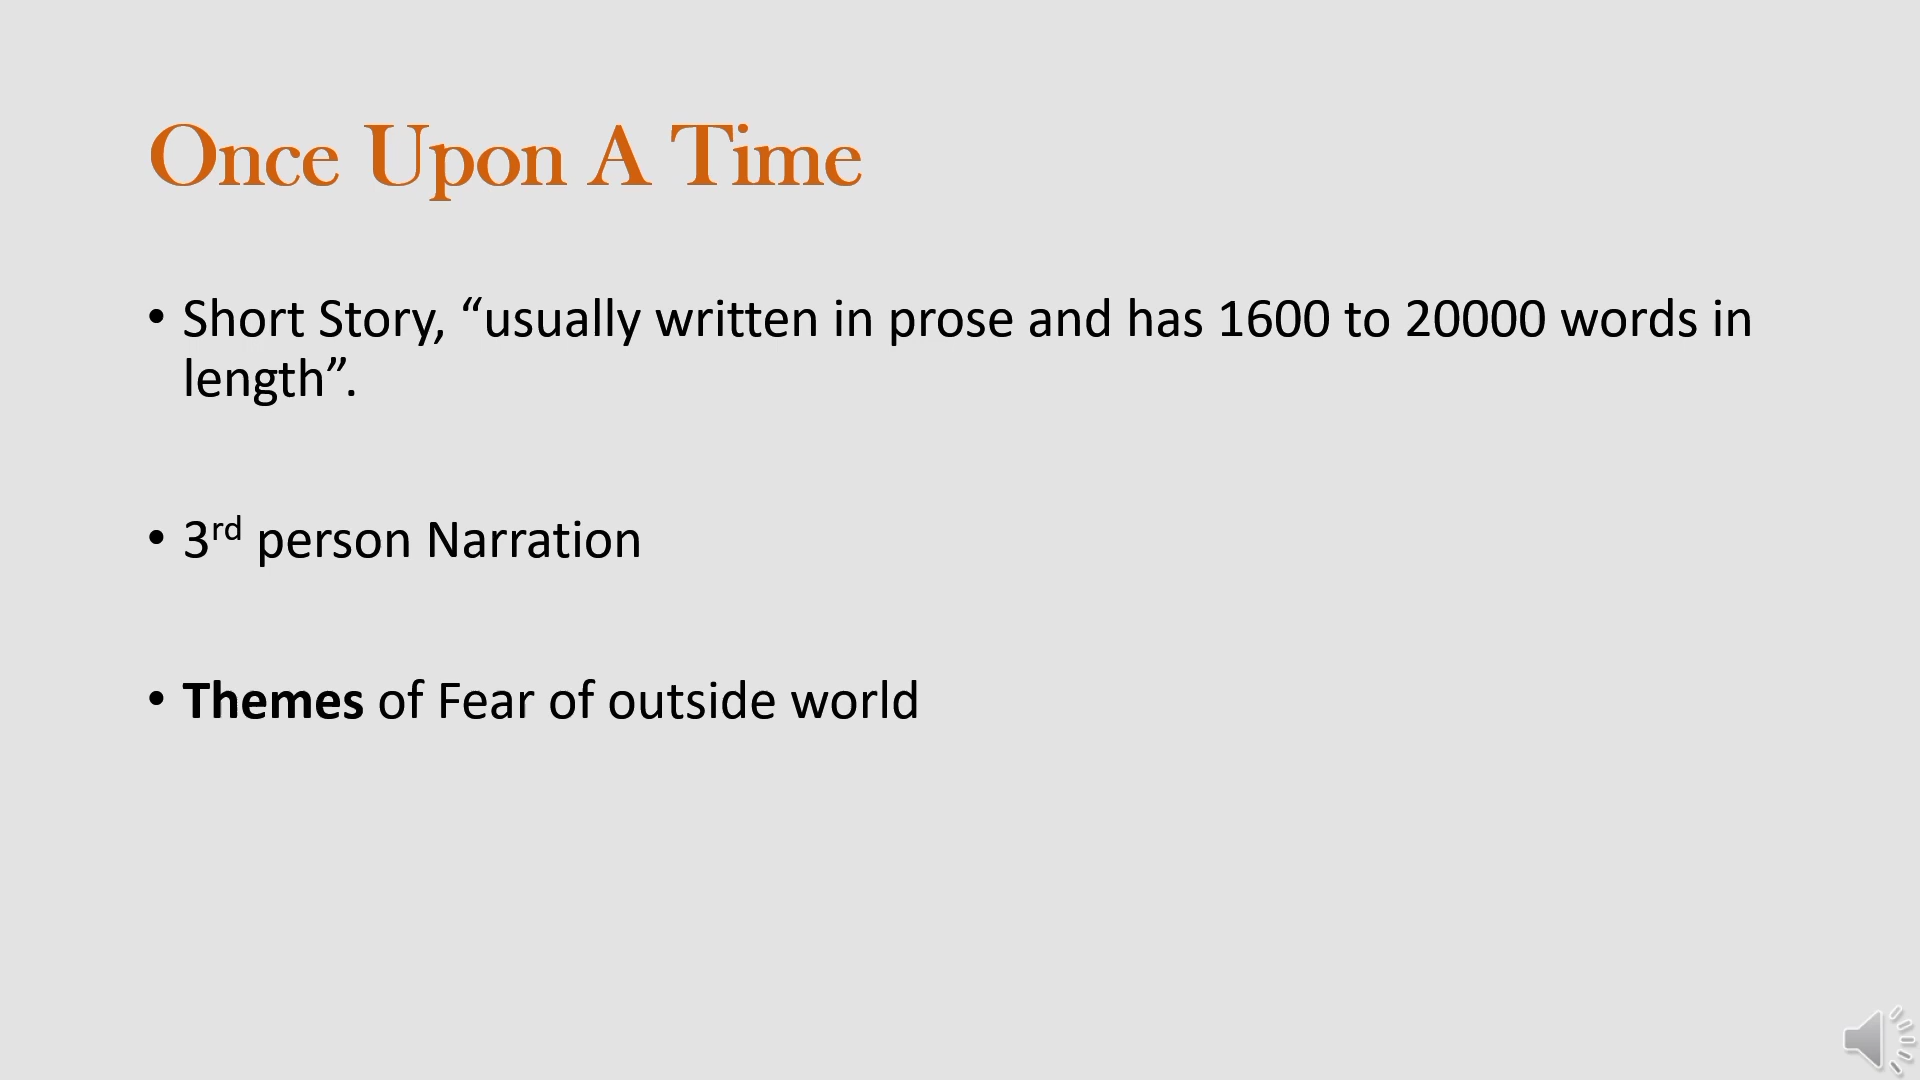 Once Upon A Time
• Short Story, “usually written in prose and has 1600 to 20000 words in
length”.
• 3rd person Narration
• Themes of Fear of outside world